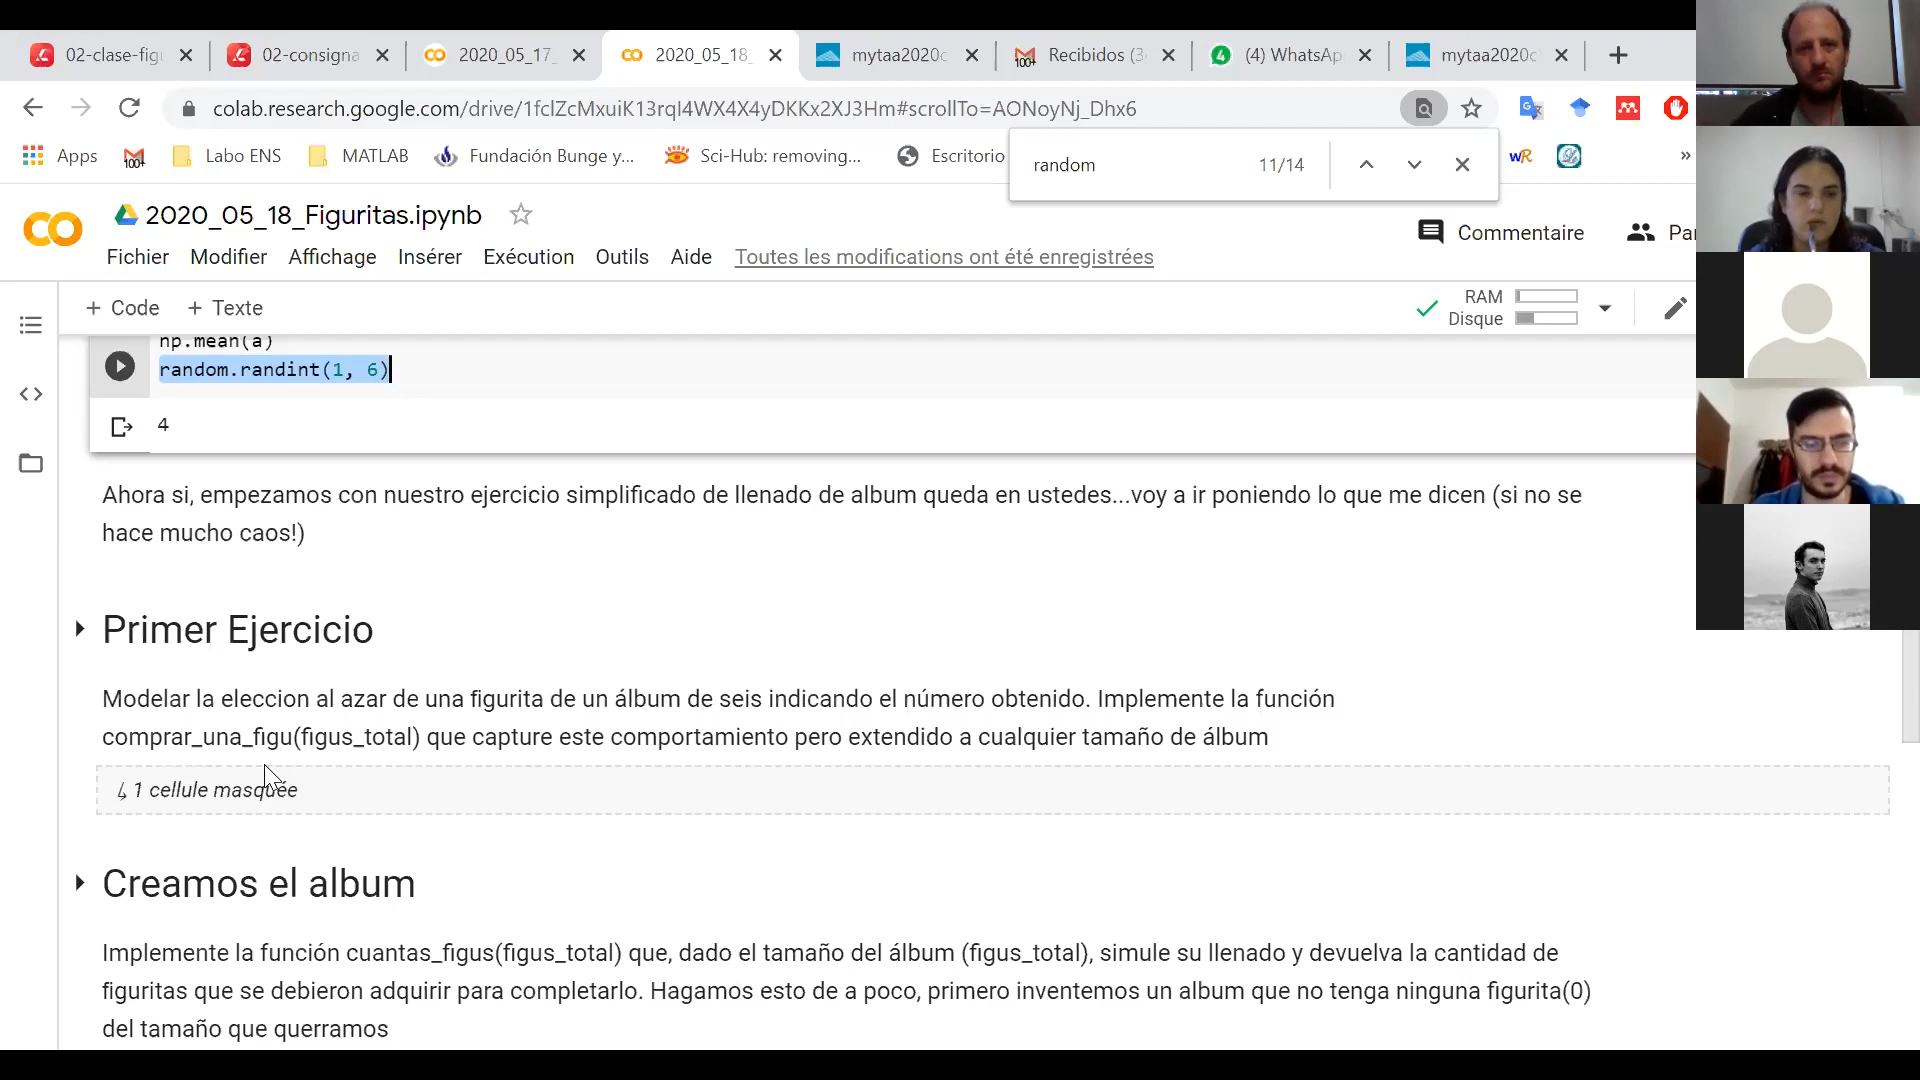 02-clase-fig
02-consigna
2020_05_17_
2020_05_18_
mytaa2020c
Recibidos (3
(4) WhatsAp
mytaa2020c
colab.research.google.com/drive/1fclZcMxuiK13rqI4WX4X4yDKKx2XJ3Hm#scrollTo=AONoyNj_Dhx6
Apps
100+
Labo ENS
MATLAB
Fundación Bunge y...
Sci-Hub: removing...
Escritorio
random
11/14
2020_05_18_Figuritas.ipynb
Commentaire
Par
Fichier
Modifier
Affichage
Insérer
Exécution
Outils
Aide
Toutes les modifications ont été enregistrées
+ Code
+ Texte
RAM
Disque
np.mean(a)
random.randint(1, 6)
4
Ahora si, empezamos con nuestro ejercicio simplificado de llenado de album queda en ustedes...voy a ir poniendo lo que me dicen (si no se
hace mucho caos!)
Primer Ejercicio
Modelar la eleccion al azar de una figurita de un álbum de seis indicando el número obtenido. Implemente la función
comprar_una_figu(figus_total) que capture este comportamiento pero extendido a cualquier tamaño de álbum
↳ 1 cellule masquée
Creamos el album
Implemente la función cuantas_figus(figus_total) que, dado el tamaño del álbum (figus_total), simule su llenado y devuelva la cantidad de
figuritas que se debieron adquirir para completarlo. Hagamos esto de a poco, primero inventemos un album que no tenga ninguna figurita(0)
del tamaño que querramos